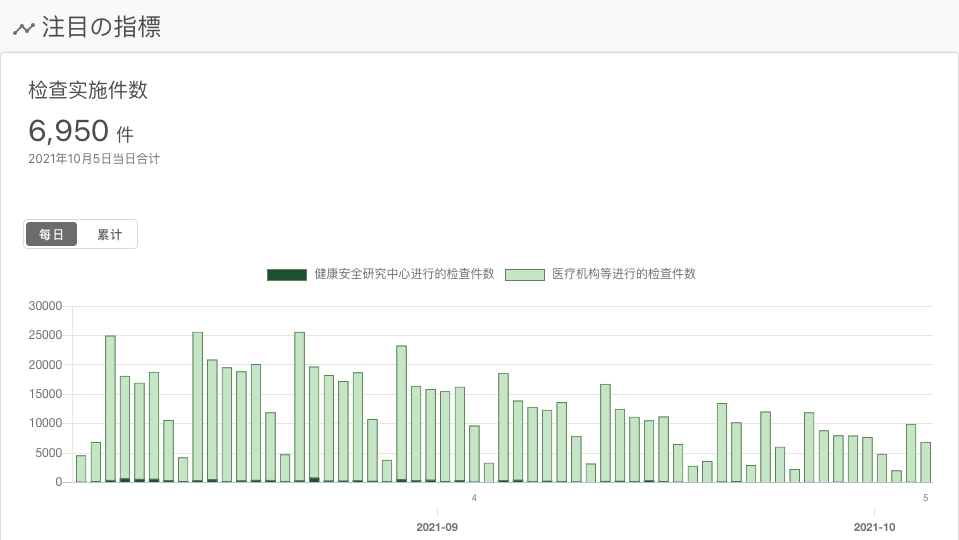 注目の指標
检查实施件数
6,950 件
2021年10月5日当日合计
每日 累计
健康安全研究中心进行的检查件数 医疗机构等进行的检查件数
30000
25000
20000
15000
10000
5000
0
4 5
2021-09 2021-10